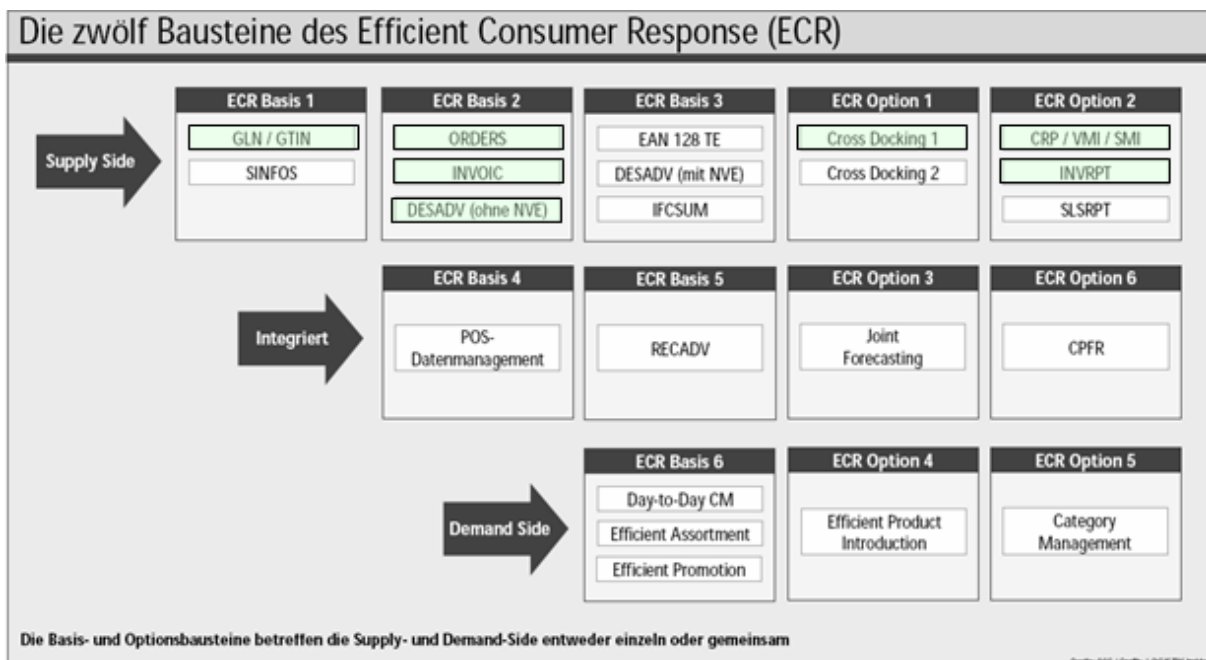 Die zwölf Bausteine des Efficient Consumer Response (ECR)
Supply Side
ECR Basis 1
GLN / GTIN
SINFOS
ECR Basis 2
ORDERS
INVOIC
DESADV (ohne NVE)
ECR Basis 3
EAN 128 TE
DESADV (mit NVE)
IFCSUM
ECR Option 1
Cross Docking 1
Cross Docking 2
ECR Option 2
CRP / VMI / SMI
INVRPT
SLSRPT
Integriert
ECR Basis 4
POS-
Datenmanagement
ECR Basis 5
RECADV
ECR Option 3
Joint
Forecasting
ECR Option 6
CPFR
Demand Side
ECR Basis 6
Day-to-Day CM
Efficient Assortment
Efficient Promotion
ECR Option 4
Efficient Product
Introduction
ECR Option 5
Category
Management
Die Basis- und Optionsbausteine betreffen die Supply- und Demand-Side entweder einzeln oder gemeinsam